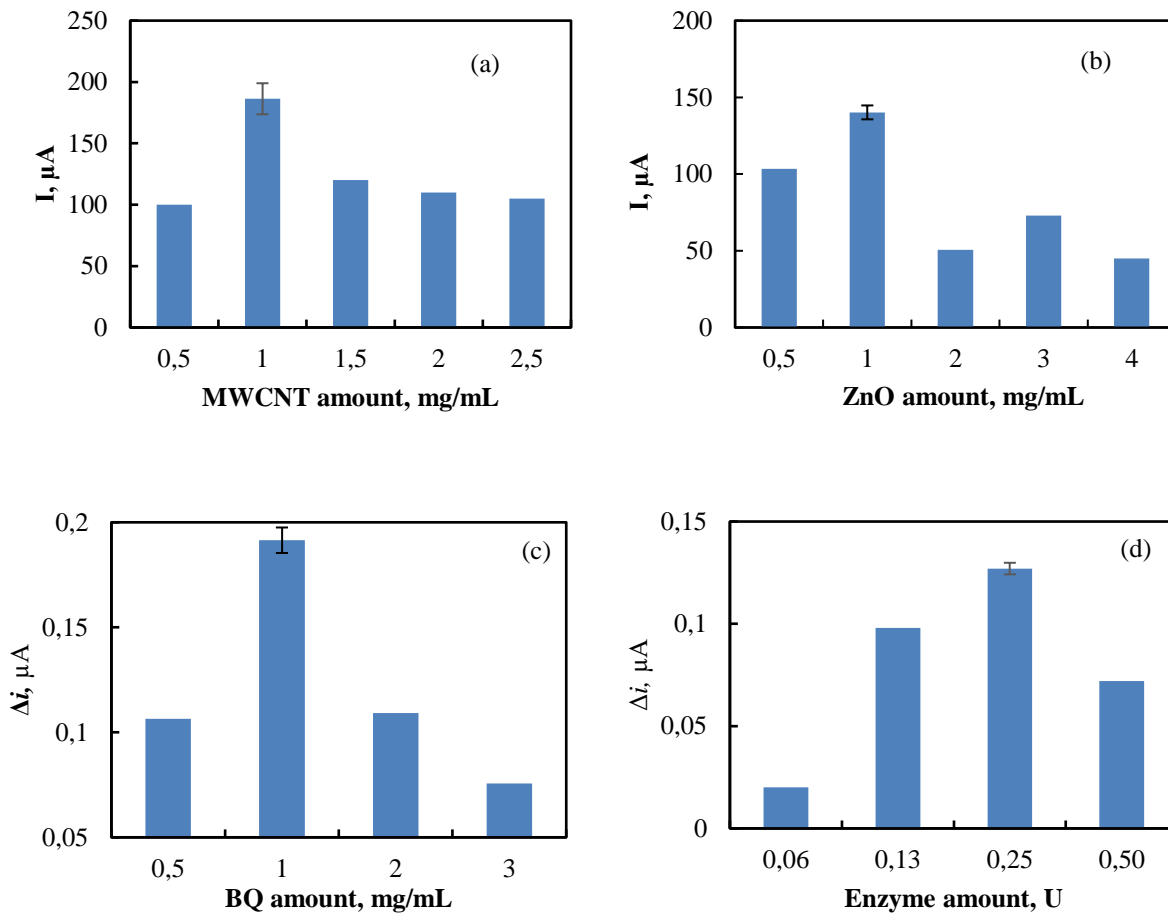 (a)
I, µA
250
200
150
100
50
0
0,5 1 1,5 2 2,5
MWCNT amount, mg/mL
(b)
I, µA
200
150
100
50
0
0,5 1 2 3 4
ZnO amount, mg/mL
(c)
Δi, µA
0,2
0,15
0,1
0,05
0,5 1 2 3
BQ amount, mg/mL
(d)
Δi, µA
0,15
0,1
0,05
0
0,06 0,13 0,25 0,50
Enzyme amount, U